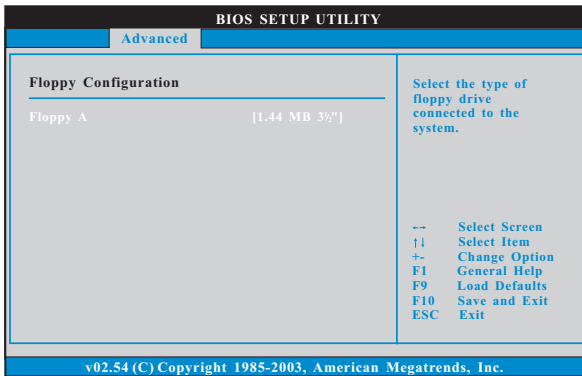 BIOS SETUP UTILITY
Advanced
Floppy Configuration
Floppy A [1.44 MB 3½"]
Select the type of
floppy drive
connected to the
system.
←→ Select Screen
↑↓ Select Item
+- Change Option
F1 General Help
F9 Load Defaults
F10 Save and Exit
ESC Exit
v02.54 (C) Copyright 1985-2003, American Megatrends, Inc.